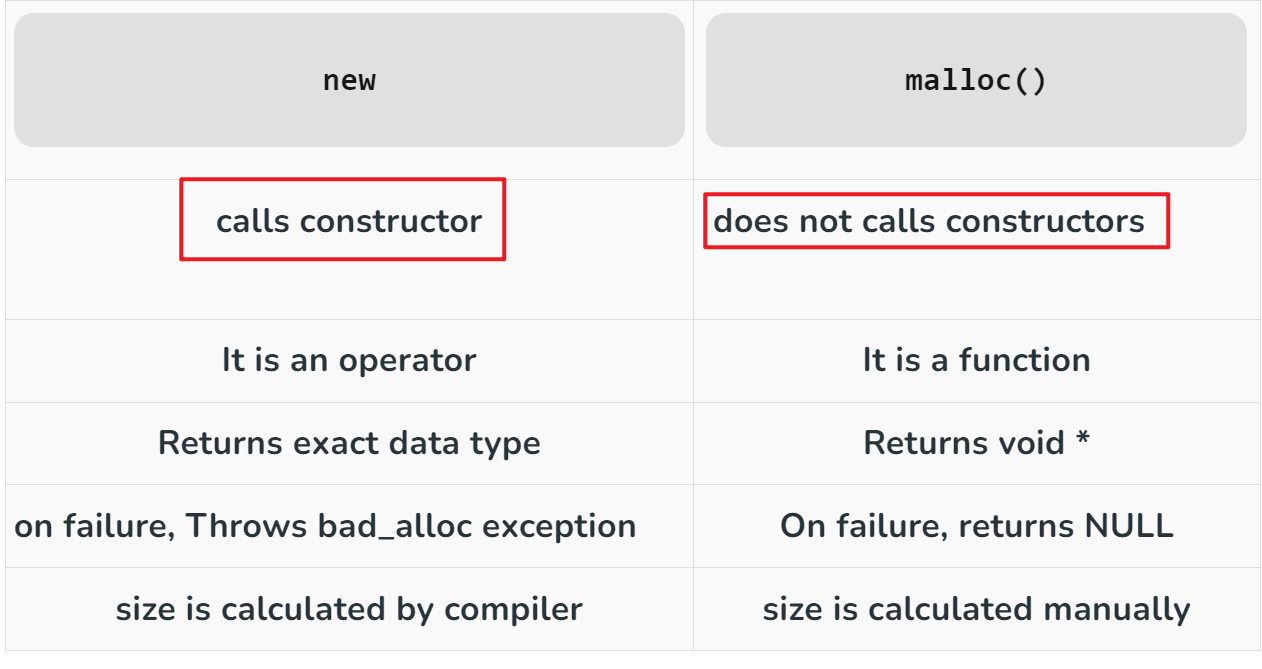 new
malloc()
calls constructor
does not calls constructors
It is an operator
It is a function
Returns exact data type
Returns void *
on failure, Throws bad_alloc exception
On failure, returns NULL
size is calculated by compiler
size is calculated manually